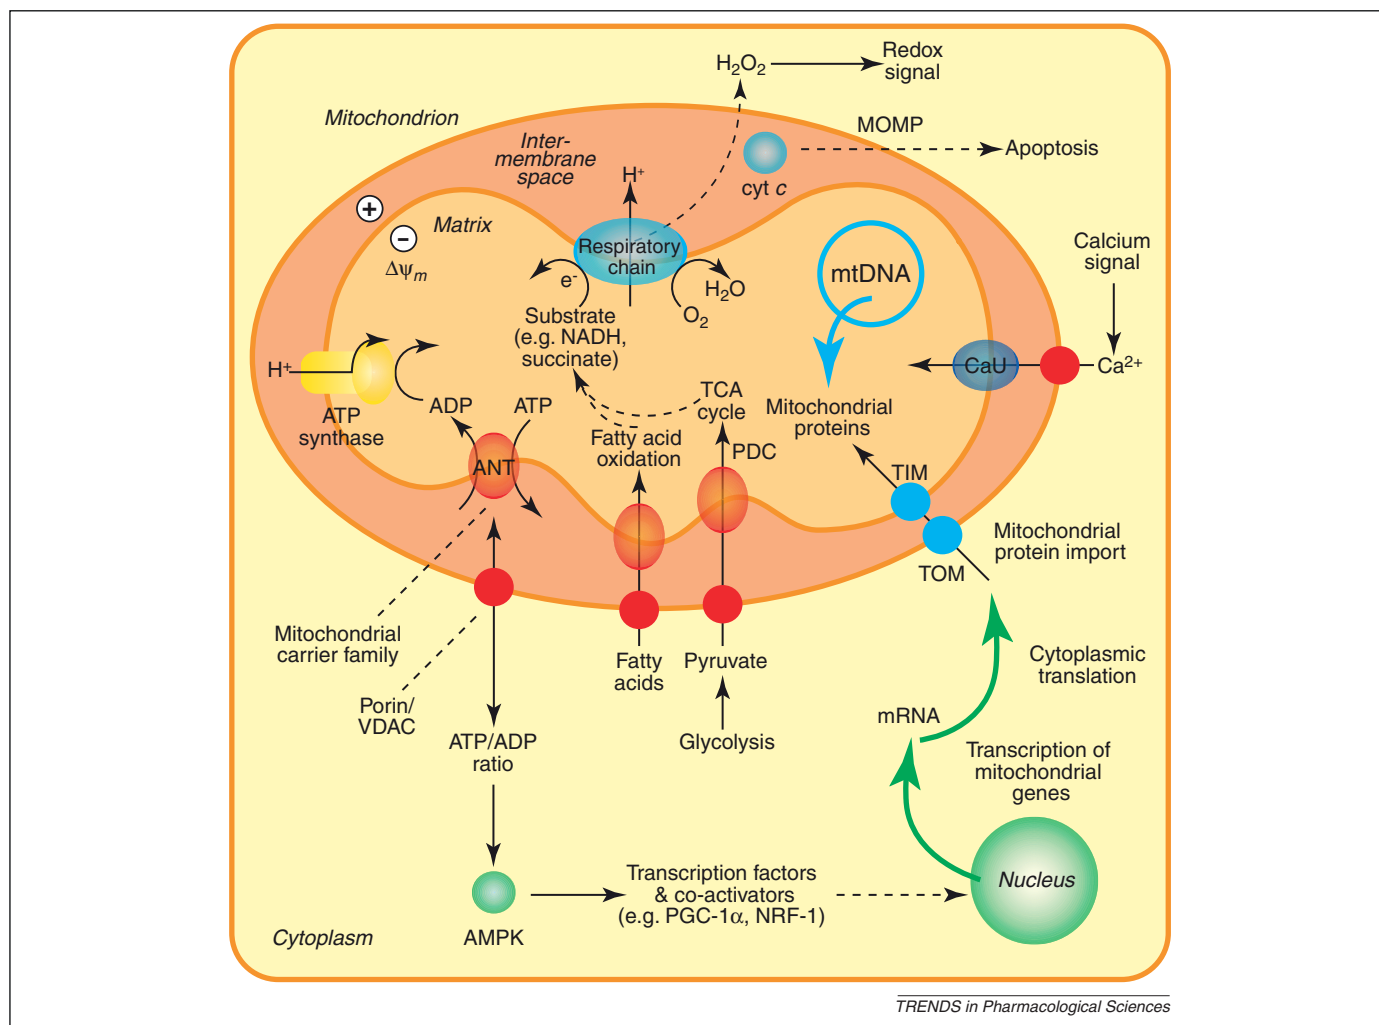 H₂O₂
Redox
signal
Mitochondrion
MOMP
Inter-
membrane
space
Apoptosis
cyt c
H⁺
+
Matrix
−
Δψm
Respiratory
chain
e-
H₂O
O₂
mtDNA
Calcium
signal
Substrate
(e.g. NADH,
succinate)
H⁺
CaU
Ca²⁺
ATP
synthase
ADP
ATP
TCA
cycle
Mitochondrial
proteins
Fatty acid
oxidation
PDC
ANT
TIM
TOM
Mitochondrial
protein import
Mitochondrial
carrier family
Fatty
acids
Pyruvate
Cytoplasmic
translation
Porin/
VDAC
mRNA
ATP/ADP
ratio
Glycolysis
Transcription of
mitochondrial
genes
Transcription factors
& co-activators
(e.g. PGC-1α, NRF-1)
Nucleus
Cytoplasm
AMPK
TRENDS in Pharmacological Sciences